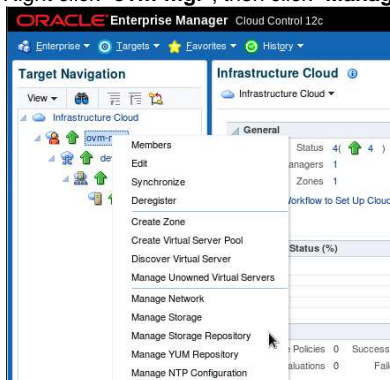 ORACLE Enterprise Manager Cloud Control 12c
Enterprise Targets Favorites History
Target Navigation
View
Infrastructure Cloud
ovm-m
de
Members
Edit
Synchronize
Deregister
Create Zone
Create Virtual Server Pool
Discover Virtual Server
Manage Unowned Virtual Servers
Manage Network
Manage Storage
Manage Storage Repository
Manage YUM Repository
Manage NTP Configuration
Infrastructure Cloud
Infrastructure Cloud
General
Status 4( 4 )
anagers 1
Zones 1
Workflow to Set Up Cloud
Status (%)
Policies 0 Success
aluations 0 Fail